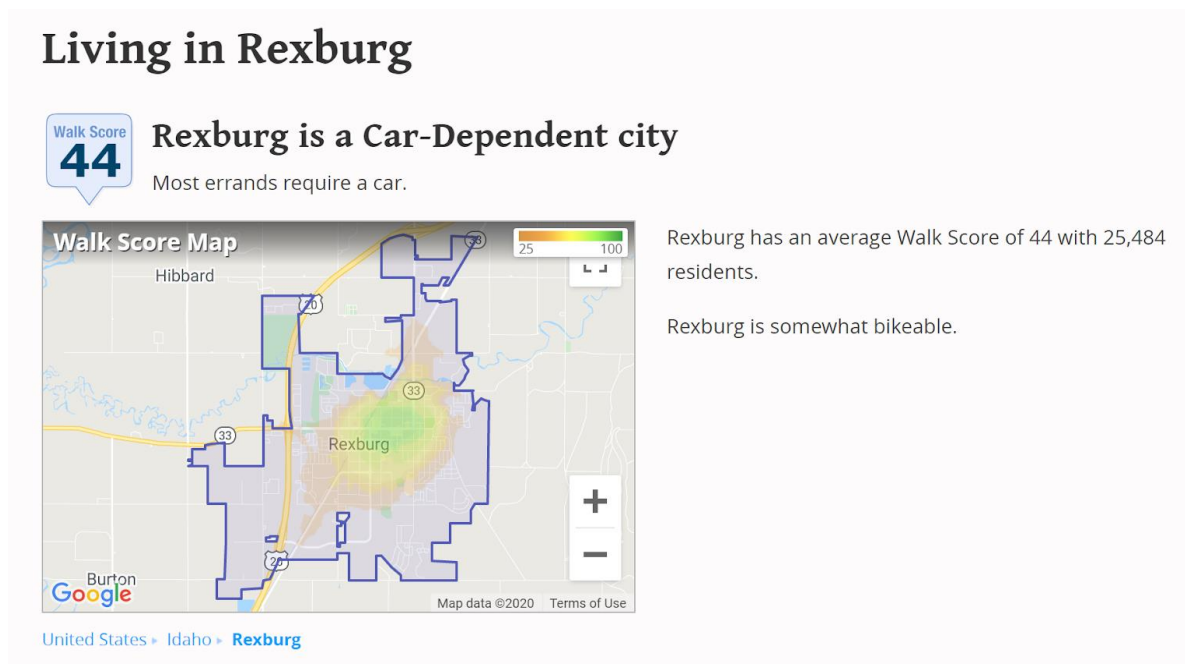 Living in Rexburg
Walk Score
44
Rexburg is a Car-Dependent city
Most errands require a car.
Walk Score Map
25 100
33
Hibbard
20
33
33
Rexburg
20
Burton
Google
Map data ©2020 Terms of Use
Rexburg has an average Walk Score of 44 with 25,484
residents.
Rexburg is somewhat bikeable.
United States ▸ Idaho ▸ Rexburg